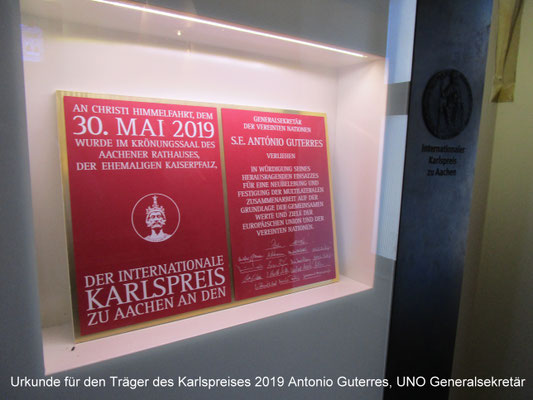 AN CHRISTI HIMMELFAHRT, DEM
30. MAI 2019
WURDE IM KRÖNUNGSSAAL DES
AACHENER RATHAUSES,
DER EHEMALIGEN KAISERPFALZ,
DER INTERNATIONALE
KARLSPREIS
ZU AACHEN AN DEN
GENERALSEKRETÄR
DER VEREINTEN NATIONEN
S.E. ANTÓNIO GUTERRES
VERLIEHEN
IN WÜRDIGUNG SEINES
HERAUSRAGENDEN EINSATZES
FÜR EINE NEUBELEBUNG UND
FESTIGUNG DER MULTILATERALEN
ZUSAMMENARBEIT AUF DER
GRUNDLAGE DER GEMEINSAMEN
WERTE UND ZIELE DER
EUROPÄISCHEN UNION UND DER
VEREINTEN NATIONEN.
Internationaler
Karlspreis
zu Aachen
Urkunde für den Träger des Karlspreises 2019 Antonio Guterres, UNO Generalsekretär